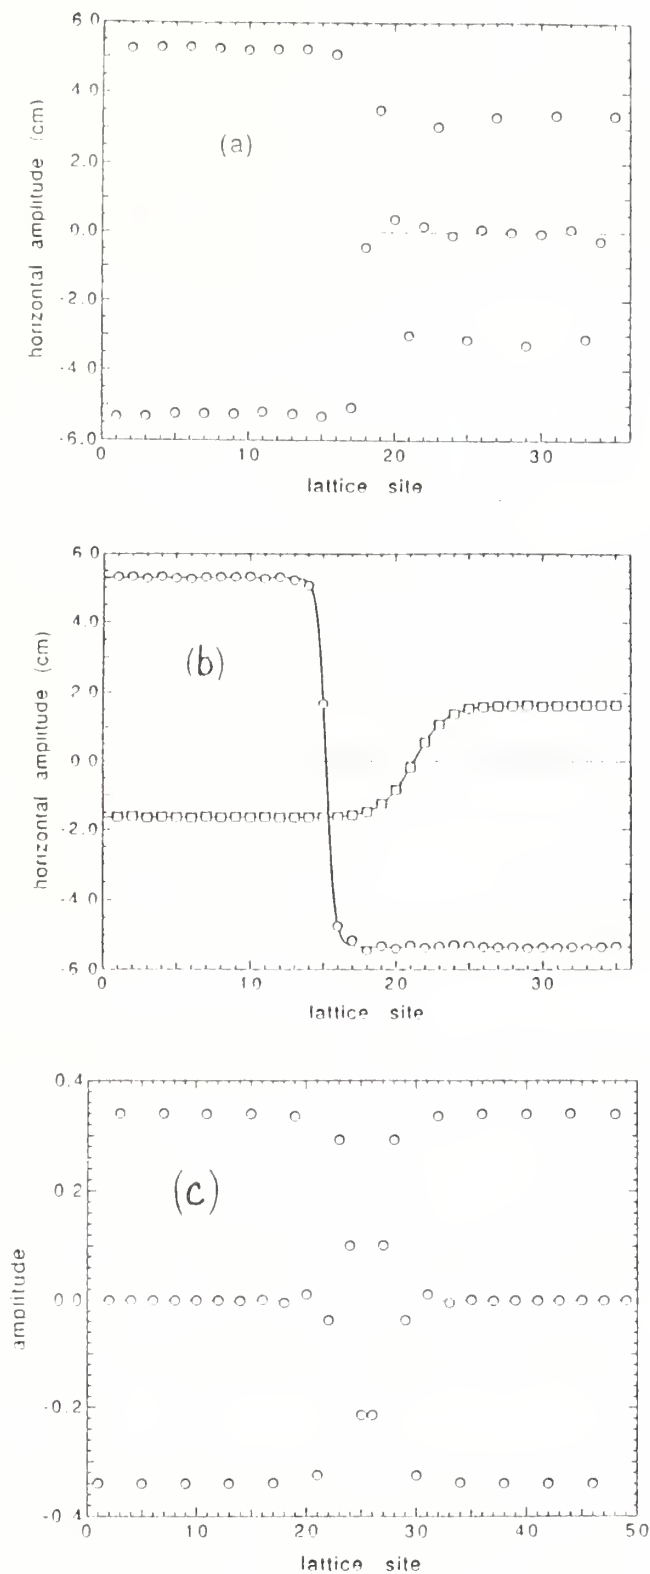 6.0
4.0
2.0
0.0
-2.0
-4.0
-6.0
horizontal amplitude (cm)
(a)
0 10 20 30
lattice site
6.0
4.0
2.0
0.0
-2.0
-4.0
-6.0
horizontal amplitude (cm)
(b)
0 10 20 30
lattice site
0.4
0.2
0.0
-0.2
-0.4
amplitude
(c)
0 10 20 30 40 50
lattice site